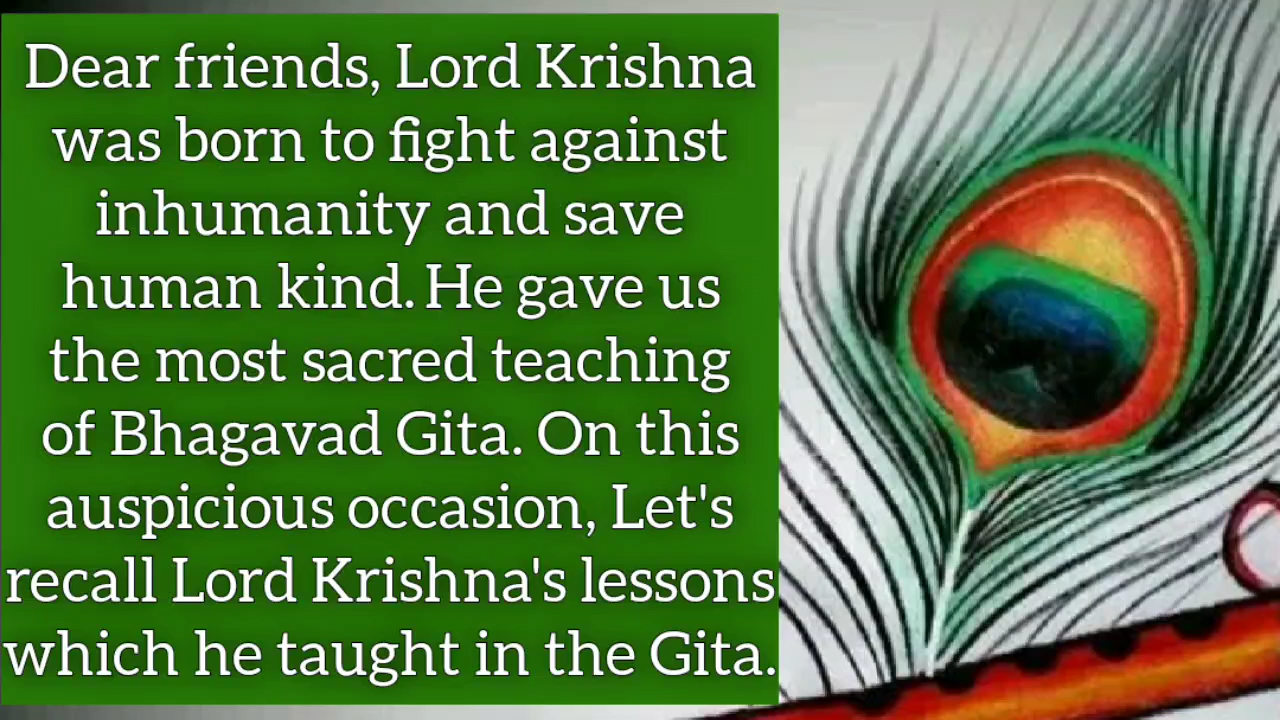 Dear friends, Lord Krishna
was born to fight against
inhumanity and save
human kind. He gave us
the most sacred teaching
of Bhagavad Gita. On this
auspicious occasion, Let's
recall Lord Krishna's lessons
which he taught in the Gita.